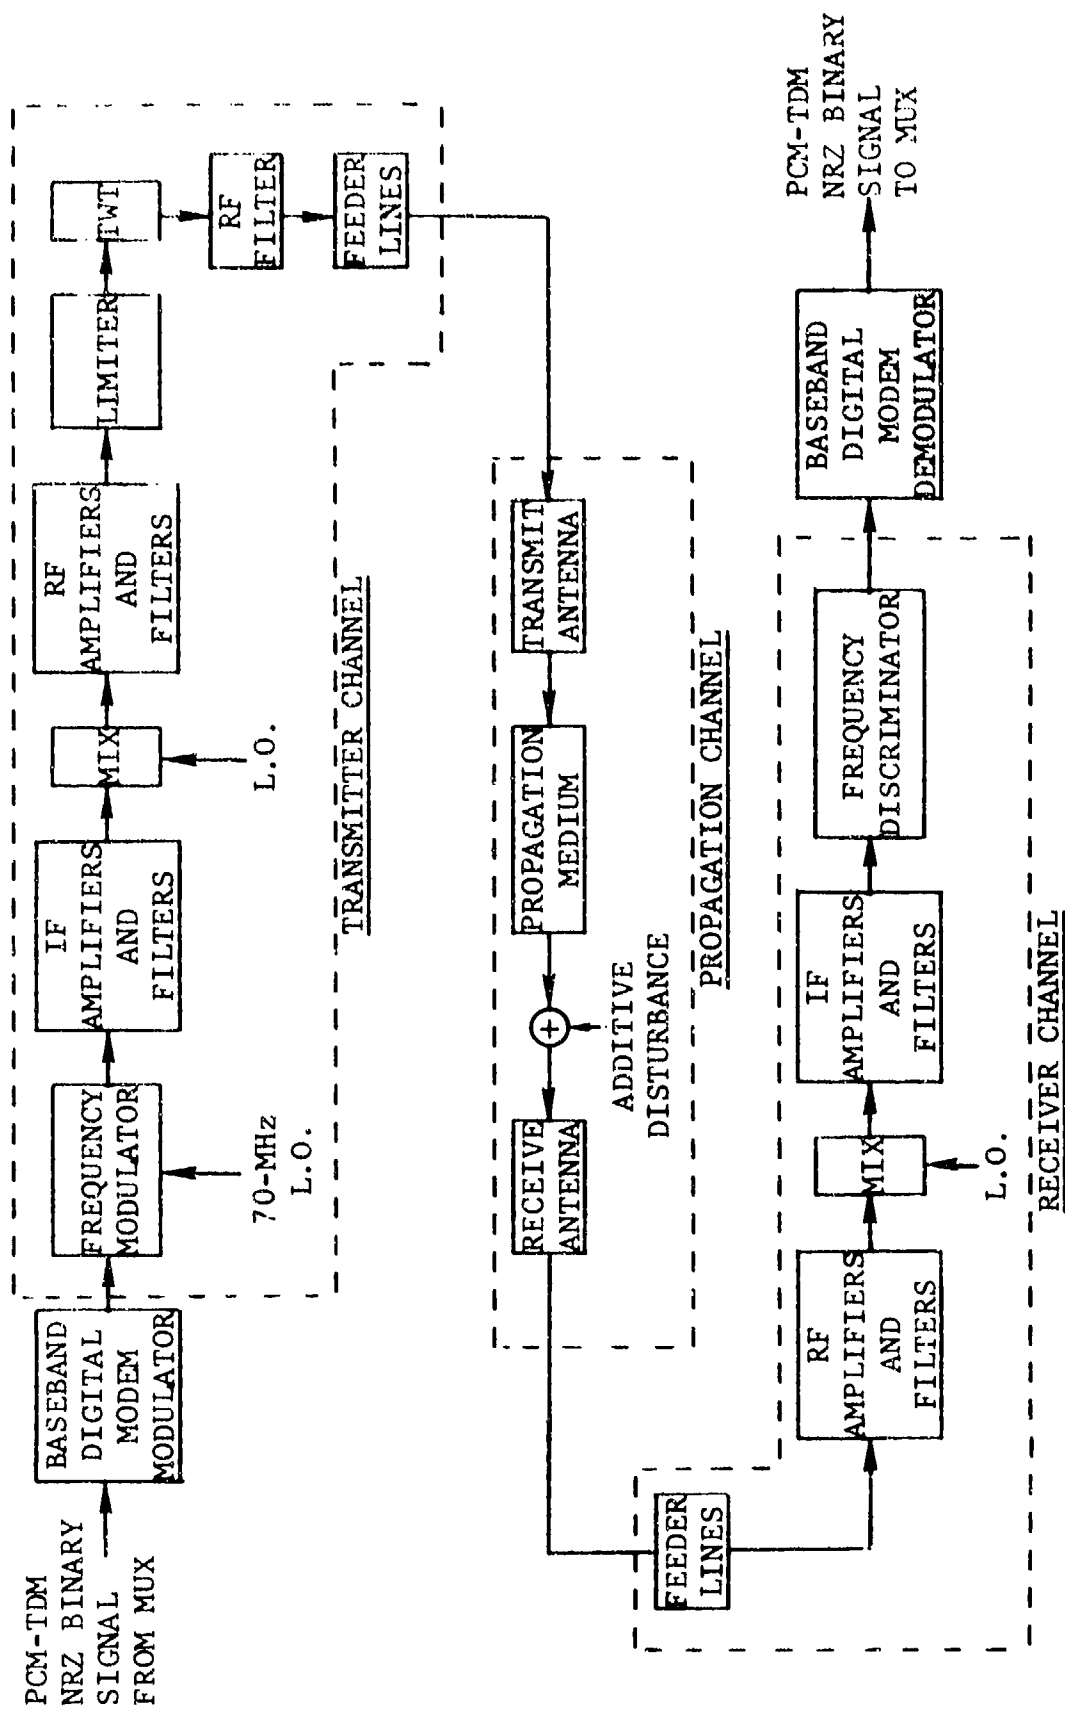 PCM-TDM
NRZ BINARY
SIGNAL
FROM MUX
BASEBAND
DIGITAL
MODEM
MODULATOR
FREQUENCY
MODULATOR
70-MHz
L.O.
IF
AMPLIFIERS
AND
FILTERS
MIX
L.O.
RF
AMPLIFIERS
AND
FILTERS
LIMITER
TWT
RF
FILTER
FEEDER
LINES
TRANSMITTER CHANNEL
TRANSMIT
ANTENNA
PROPAGATION
MEDIUM
+
ADDITIVE
DISTURBANCE
RECEIVE
ANTENNA
PROPAGATION CHANNEL
FEEDER
LINES
RF
AMPLIFIERS
AND
FILTERS
MIX
L.O.
IF
AMPLIFIERS
AND
FILTERS
FREQUENCY
DISCRIMINATOR
RECEIVER CHANNEL
BASEBAND
DIGITAL
MODEM
DEMODULATOR
PCM-TDM
NRZ BINARY
SIGNAL
TO MUX